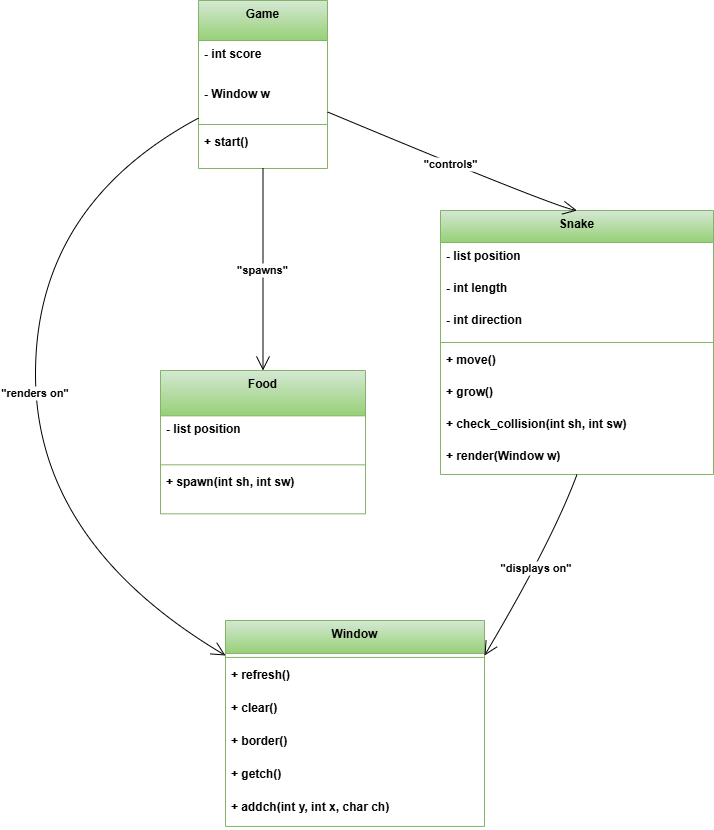 Game
- int score
- Window w
+ start()
"controls"
Snake
- list position
- int length
- int direction
+ move()
+ grow()
+ check_collision(int sh, int sw)
+ render(Window w)
"spawns"
Food
- list position
+ spawn(int sh, int sw)
"renders on"
"displays on"
Window
+ refresh()
+ clear()
+ border()
+ getch()
+ addch(int y, int x, char ch)